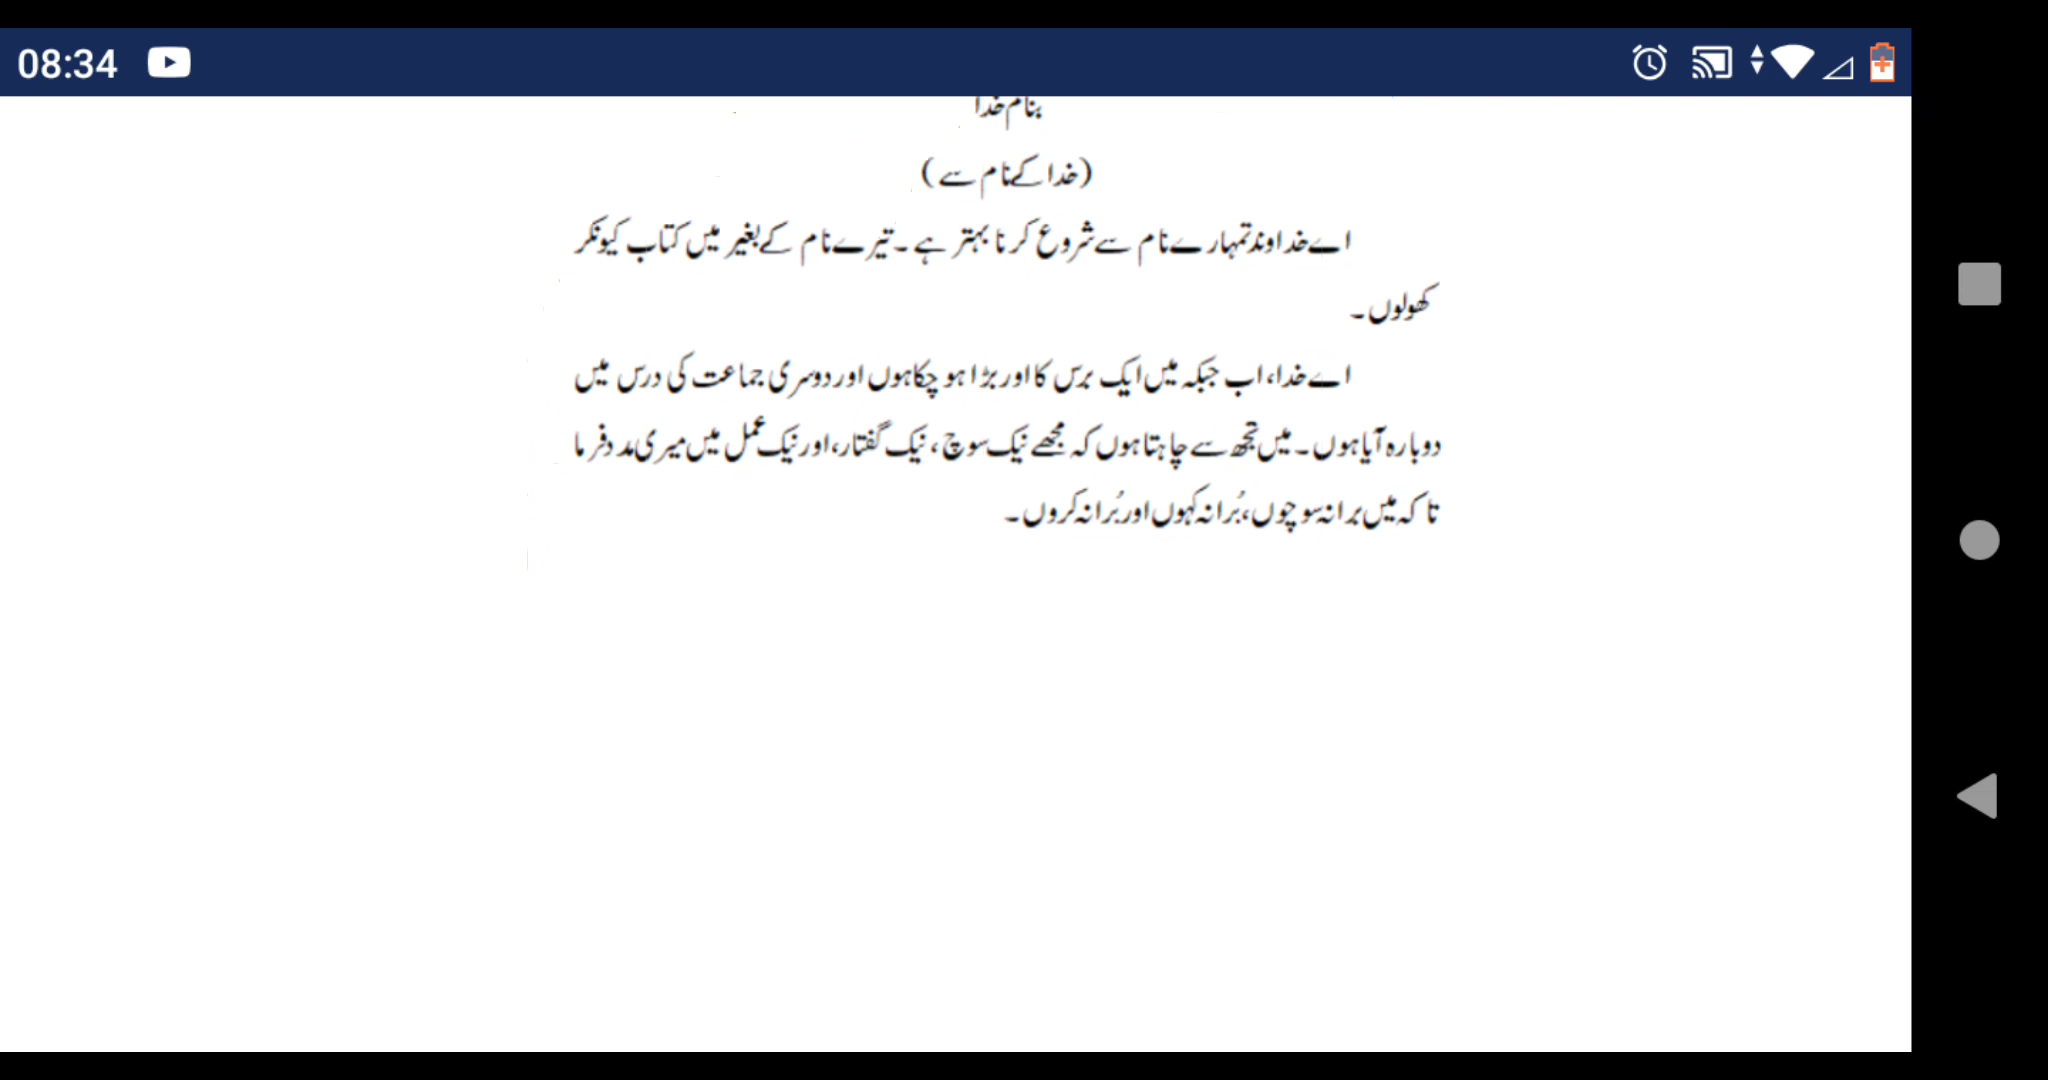 08:34
بنام خدا
(خدا کے نام سے)
اے خداوند تمہارے نام سے شروع کرنا بہتر ہے۔ تیرے نام کے بغیر میں کتاب کیونکر
کھولوں۔
اے خدا، اب جبکہ میں ایک برس کا اور بڑا ہو چکا ہوں اور دوسری جماعت کی درس میں
دوبارہ آیا ہوں۔ میں تجھ سے چاہتا ہوں کہ مجھے نیک سوچ، نیک گفتار، اور نیک عمل میں میری مدد فرما
تا کہ میں برا نہ سوچوں، بُرا نہ کہوں اور بُرا نہ کروں۔